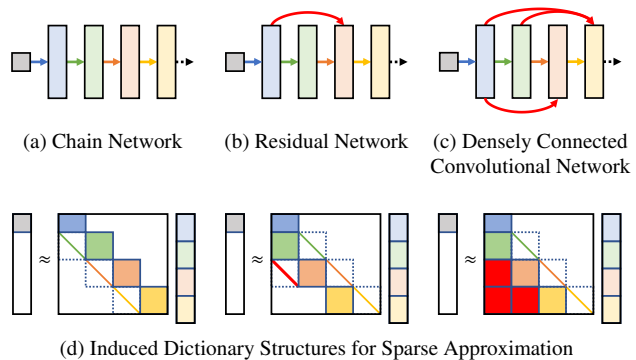 (a) Chain Network
(b) Residual Network
(c) Densely Connected
Convolutional Network
≈
≈
≈
(d) Induced Dictionary Structures for Sparse Approximation